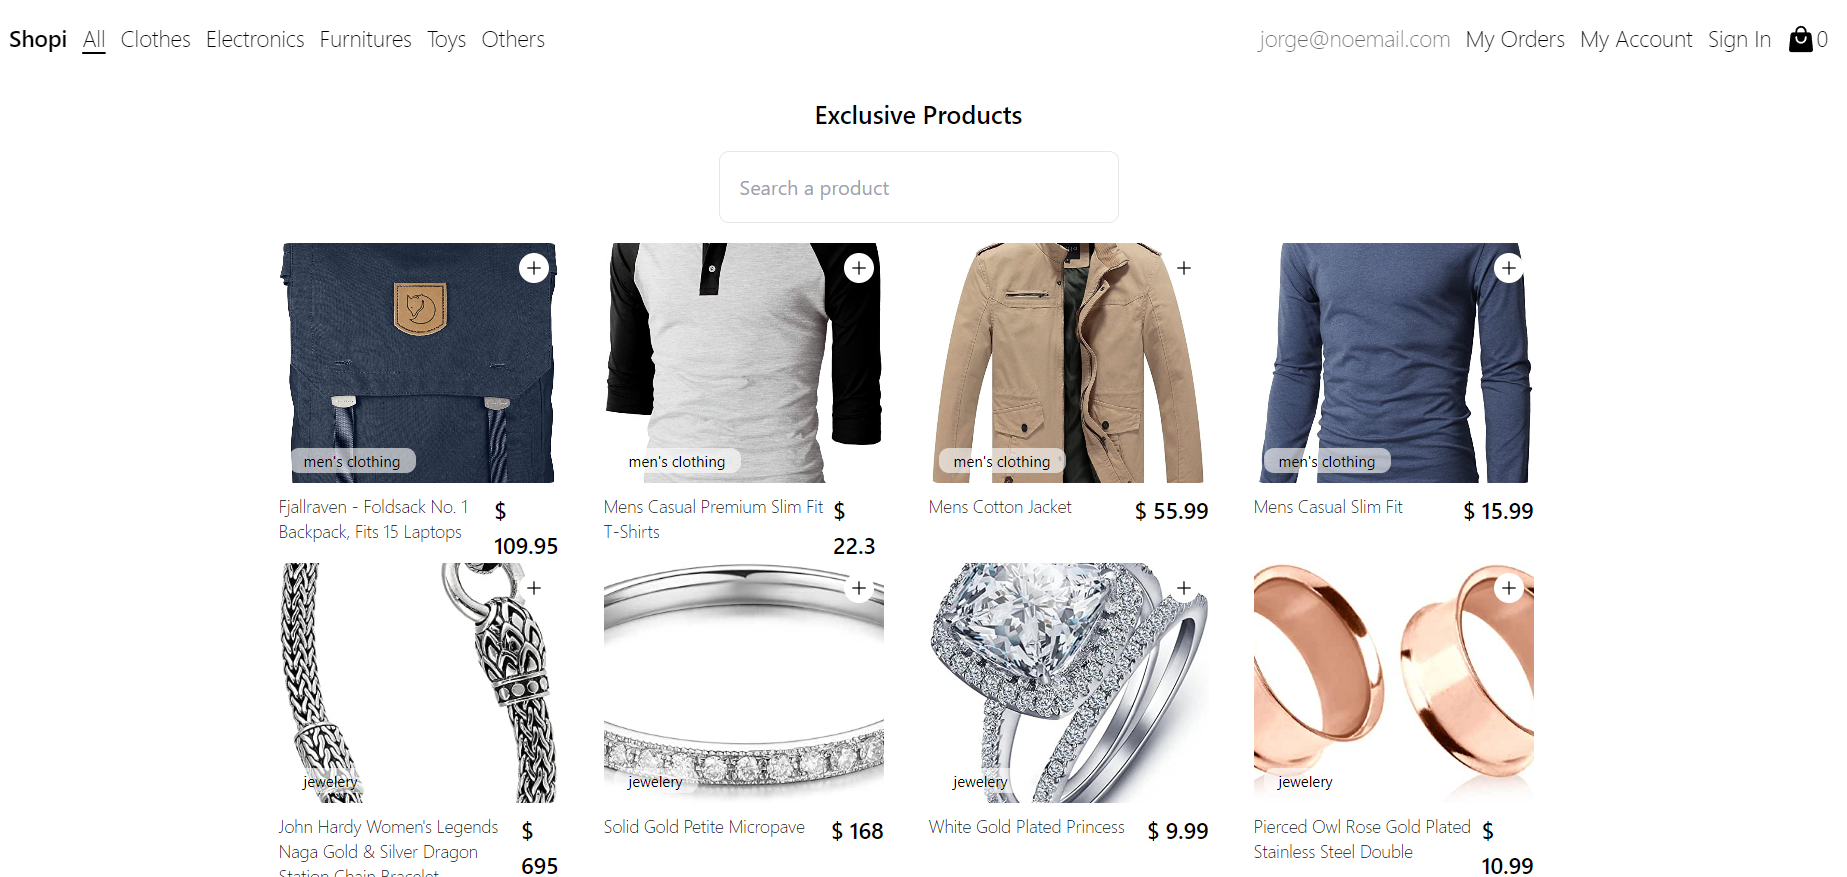 Shopi All Clothes Electronics Furnitures Toys Others jorge@noemail.com My Orders My Account Sign In 0
Exclusive Products
Search a product
men's clothing
Fjallraven - Foldsack No. 1
Backpack, Fits 15 Laptops
$
109.95
men's clothing
Mens Casual Premium Slim Fit
T-Shirts
$
22.3
men's clothing
Mens Cotton Jacket
$ 55.99
men's clothing
Mens Casual Slim Fit
$ 15.99
jewelery
John Hardy Women's Legends
Naga Gold & Silver Dragon
Station Chain Bracelet
$
695
jewelery
Solid Gold Petite Micropave
$ 168
jewelery
White Gold Plated Princess
$ 9.99
jewelery
Pierced Owl Rose Gold Plated
Stainless Steel Double
$
10.99